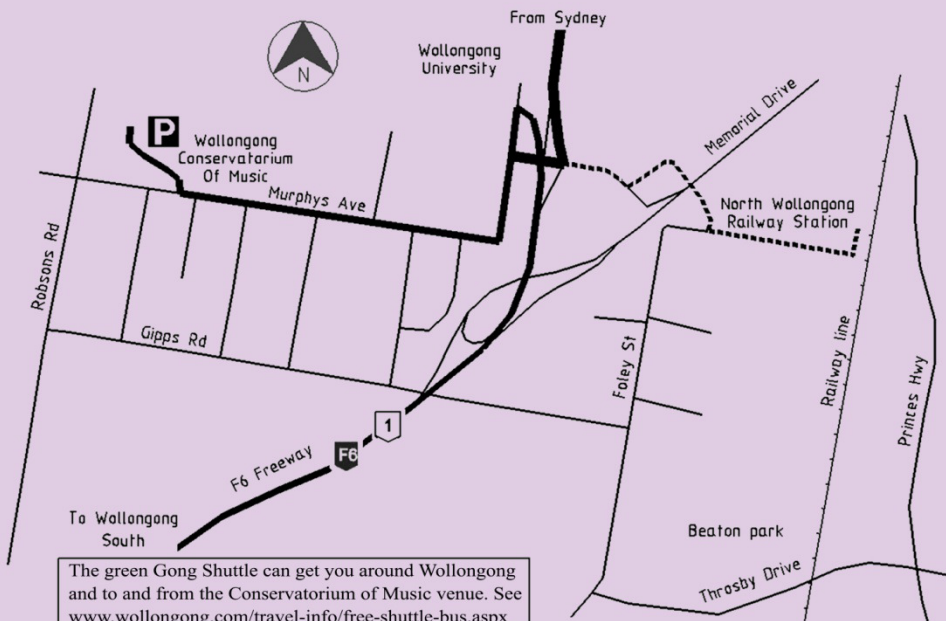 From Sydney
N
Wollongong
University
Memorial Drive
P
Wollongong
Conservatorium
Of Music
Murphys Ave
North Wollongong
Railway Station
Robsons Rd
Gipps Rd
Foley St
Railway line
Princes Hwy
1
F6
F6 Freeway
To Wollongong
South
Beaton park
Throsby Drive
The green Gong Shuttle can get you around Wollongong
and to and from the Conservatorium of Music venue. See
www.wollongong.com/travel-info/free-shuttle-bus.aspx